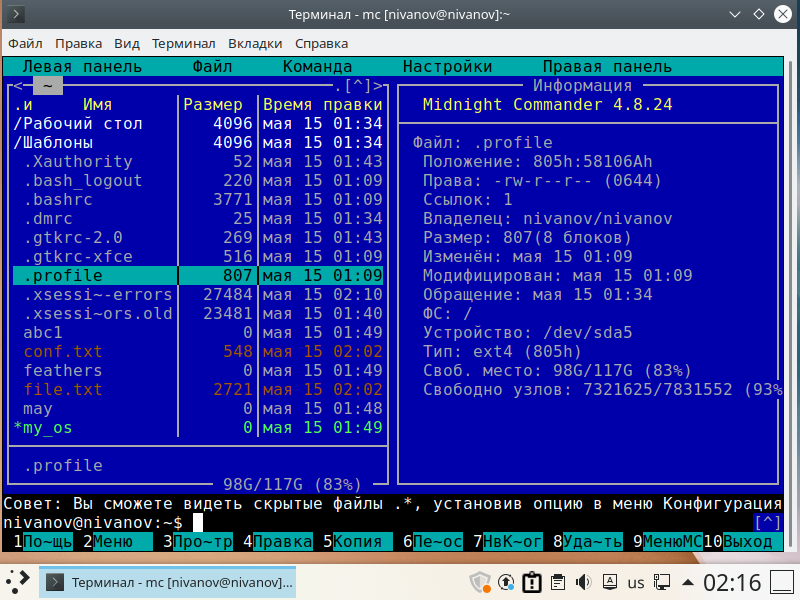 Терминал - mc [nivanov@nivanov]:~
Файл Правка Вид Терминал Вкладки Справка
Левая панель Файл Команда Настройки Правая панель
<- ~ .[^]>
.и Имя Размер Время правки
/Рабочий стол 4096 мая 15 01:34
/Шаблоны 4096 мая 15 01:34
.Xauthority 52 мая 15 01:43
.bash_logout 220 мая 15 01:09
.bashrc 3771 мая 15 01:09
.dmrc 25 мая 15 01:34
.gtkrc-2.0 269 мая 15 01:43
.gtkrc-xfce 516 мая 15 01:09
.profile 807 мая 15 01:09
.xsessi~-errors 27484 мая 15 02:10
.xsessi~ors.old 23481 мая 15 01:40
abc1 0 мая 15 01:49
conf.txt 548 мая 15 02:02
feathers 0 мая 15 01:49
file.txt 2721 мая 15 02:02
may 0 мая 15 01:48
*my_os 0 мая 15 01:49
.profile
98G/117G (83%)
Информация
Midnight Commander 4.8.24
Файл: .profile
Положение: 805h:58106Ah
Права: -rw-r--r-- (0644)
Ссылок: 1
Владелец: nivanov/nivanov
Размер: 807(8 блоков)
Изменён: мая 15 01:09
Модифицирован: мая 15 01:09
Обращение: мая 15 01:34
ФС: /
Устройство: /dev/sda5
Тип: ext4 (805h)
Своб. место: 98G/117G (83%)
Свободно узлов: 7321625/7831552 (93%
Совет: Вы сможете видеть скрытые файлы .*, установив опцию в меню Конфигурация
nivanov@nivanov:~$ [^]
1По~щь 2Меню 3Про~тр 4Правка 5Копия 6Пе~ос 7НвК~ог 8Уда~ть 9МенюMC10Выход
Терминал - mc [nivanov@nivanov]... us 02:16